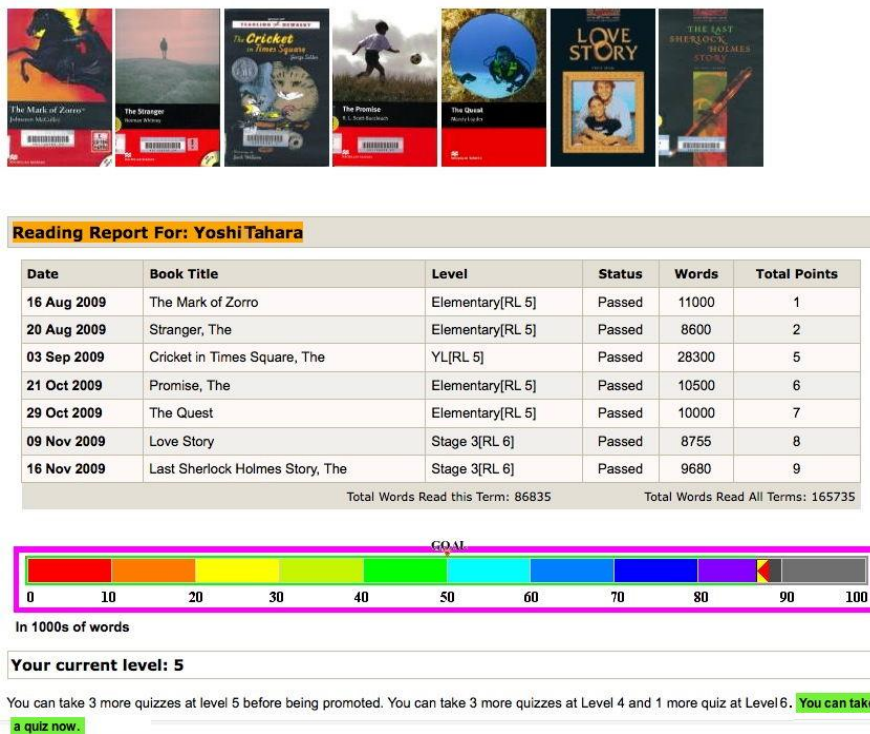 The Mark of Zorro™
Johnston McCulley
The Stranger
Norman Whitney
YEARLING NEWBERY
The Cricket
in Times Square
George Selden
The Promise
R. L. Scott-Buccleuch
The Quest
LOVE
STORY
THE LAST
SHERLOCK
HOLMES
STORY
Reading Report For: Yoshi Tahara
Date Book Title Level Status Words Total Points
16 Aug 2009 The Mark of Zorro Elementary[RL 5] Passed 11000 1
20 Aug 2009 Stranger, The Elementary[RL 5] Passed 8600 2
03 Sep 2009 Cricket in Times Square, The YL[RL 5] Passed 28300 5
21 Oct 2009 Promise, The Elementary[RL 5] Passed 10500 6
29 Oct 2009 The Quest Elementary[RL 5] Passed 10000 7
09 Nov 2009 Love Story Stage 3[RL 6] Passed 8755 8
16 Nov 2009 Last Sherlock Holmes Story, The Stage 3[RL 6] Passed 9680 9
Total Words Read this Term: 86835 Total Words Read All Terms: 165735
GOAL
0 10 20 30 40 50 60 70 80 90 100
In 1000s of words
Your current level: 5
You can take 3 more quizzes at level 5 before being promoted. You can take 3 more quizzes at Level 4 and 1 more quiz at Level 6. You can take
a quiz now.